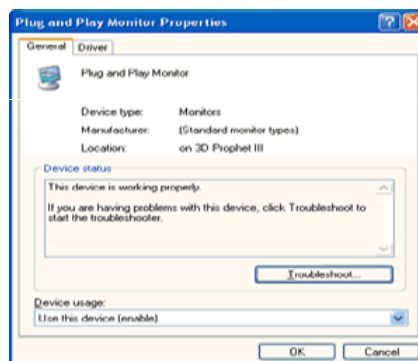 Plug and Play Monitor Properties
General Driver
Plug and Play Monitor
Device type: Monitors
Manufacturer: (Standard monitor types)
Location: on 3D Prophet III
Device status
This device is working properly.
If you are having problems with this device, click Troubleshoot to
start the troubleshooter.
Troubleshoot...
Device usage:
Use this device (enable)
OK Cancel